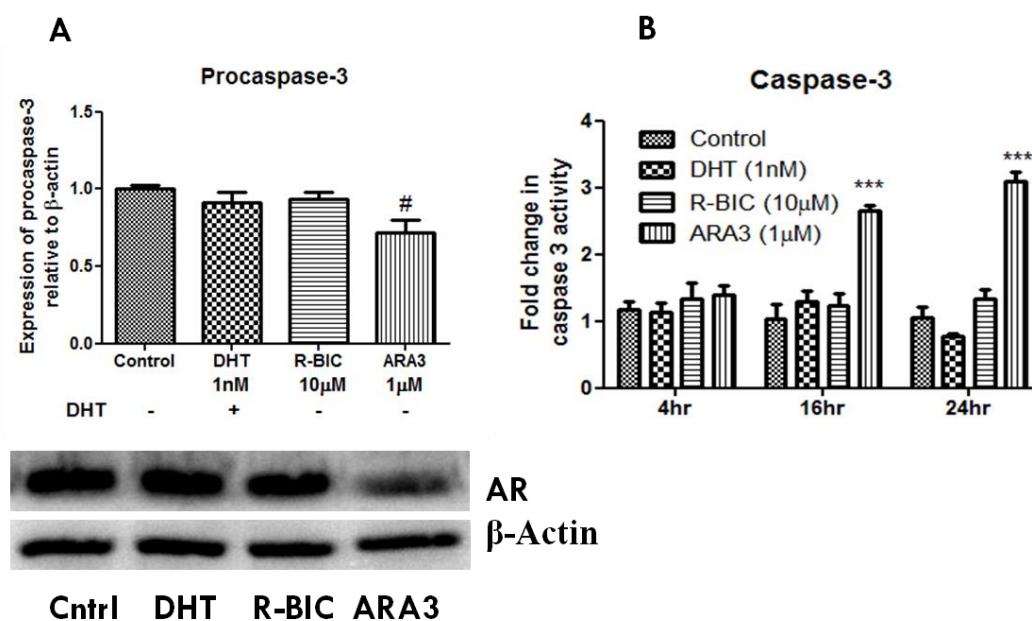 A
Procaspase-3
Expression of procaspase-3
relative to β-actin
1.5
1.0
0.5
0.0
Control DHT R-BIC ARA3
1nM 10μM 1μM
#
DHT - + - -
AR
β-Actin
Cntrl DHT R-BIC ARA3
B
Caspase-3
Fold change in
caspase 3 activity
4
3
2
1
0
Control
DHT (1nM)
R-BIC (10μM)
ARA3 (1μM)
***
***
4hr 16hr 24hr